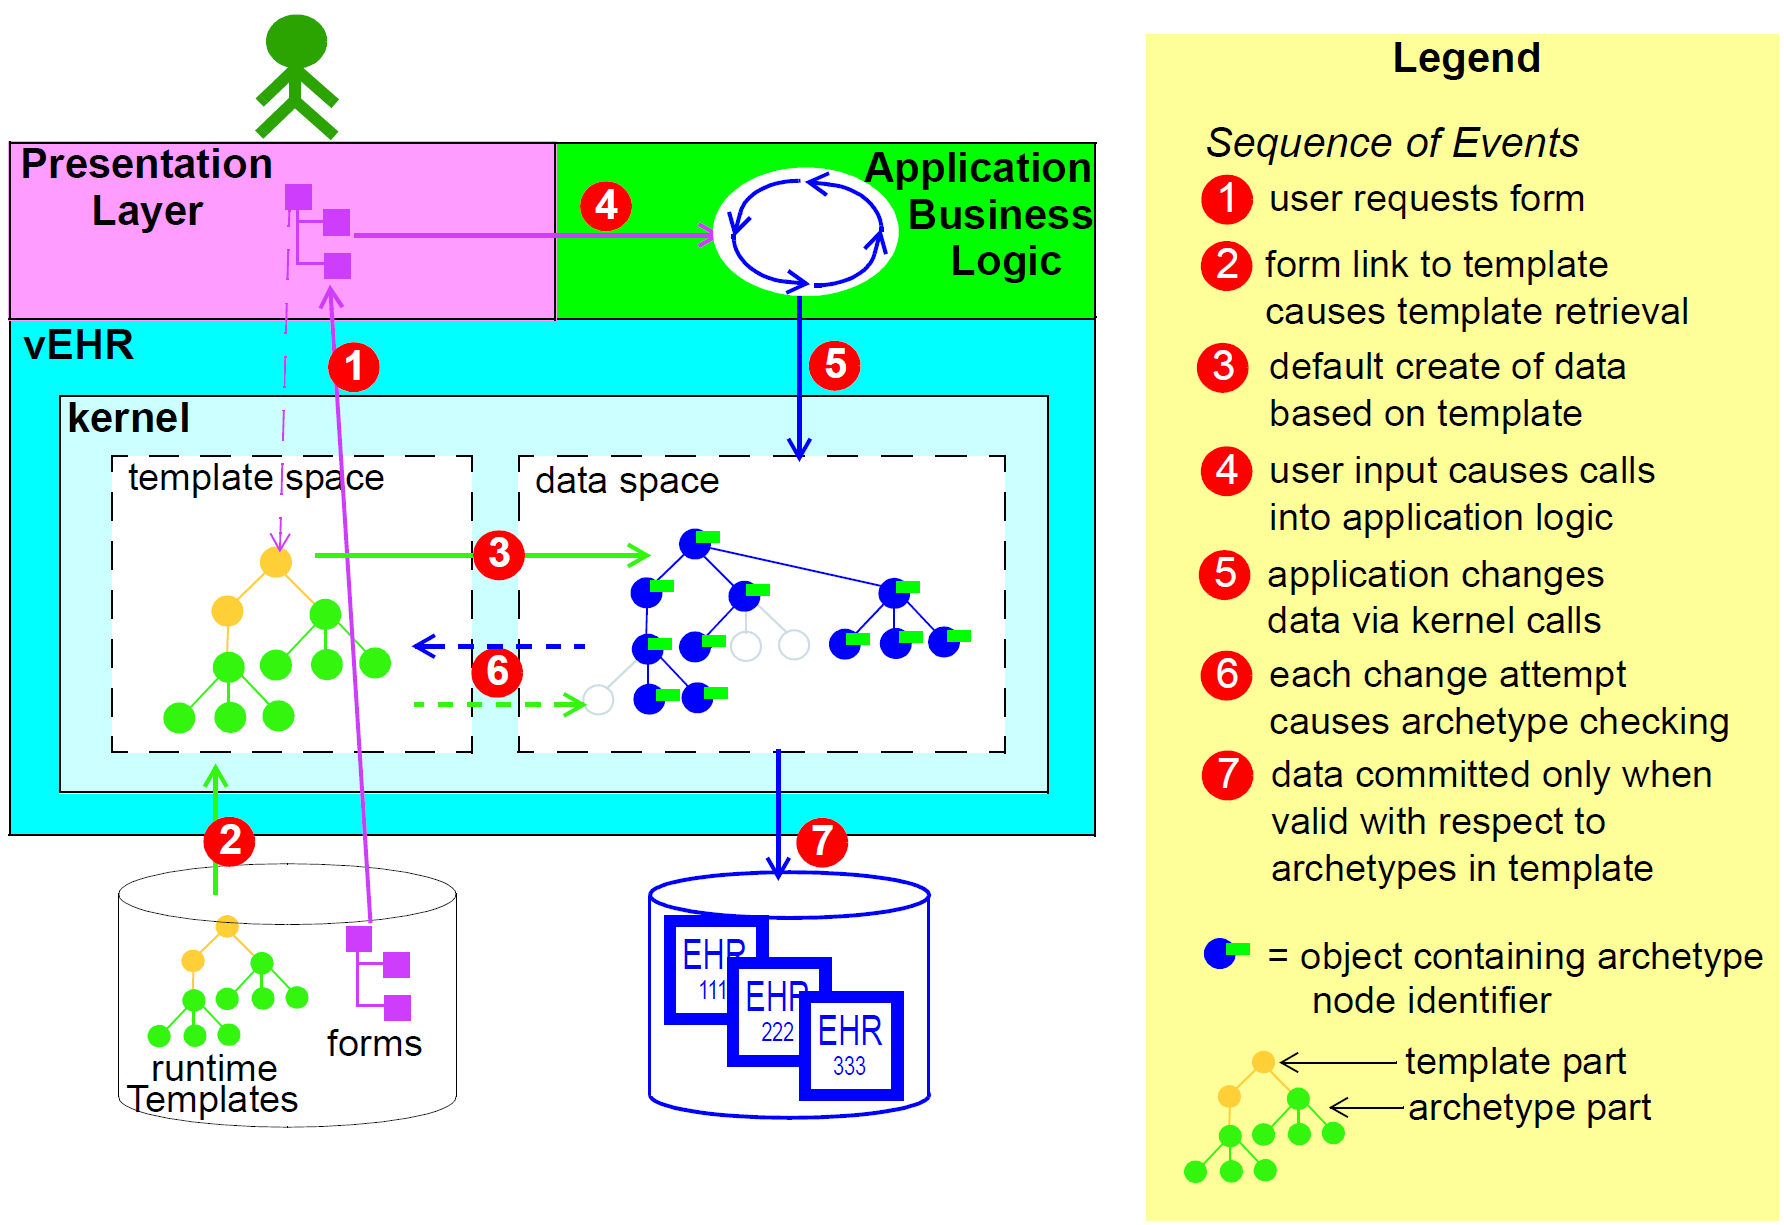 Presentation
Layer
4
Application
Business
Logic
vEHR
1
5
kernel
template space
data space
3
6
2
7
EHR
111
EHR
222
EHR
333
forms
runtime
Templates
Legend
Sequence of Events
1 user requests form
2 form link to template
causes template retrieval
3 default create of data
based on template
4 user input causes calls
into application logic
5 application changes
data via kernel calls
6 each change attempt
causes archetype checking
7 data committed only when
valid with respect to
archetypes in template
= object containing archetype
node identifier
template part
archetype part